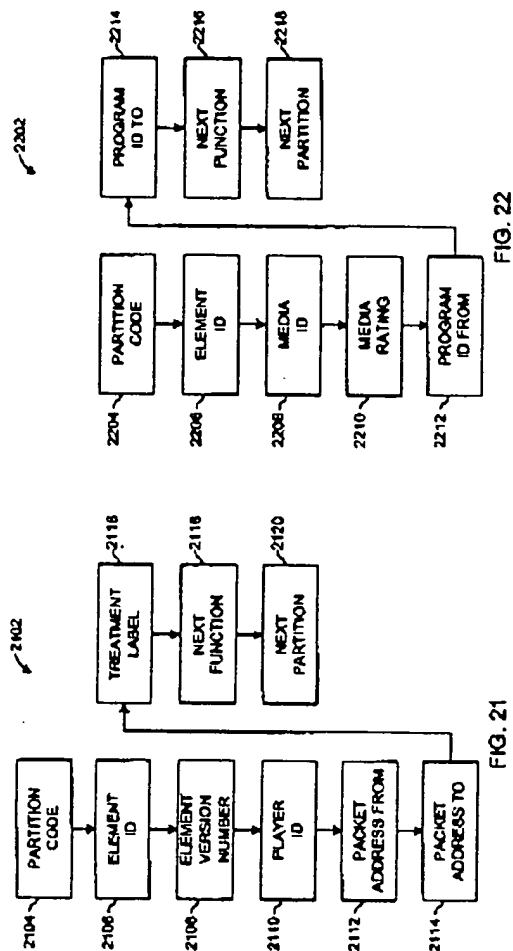 2102
2104
PARTITION
CODE
2106
ELEMENT
ID
2108
ELEMENT
VERSION
NUMBER
2110
PLAYER
ID
2112
PACKET
ADDRESS FROM
2114
PACKET
ADDRESS TO
TREATMENT
LABEL
2116
NEXT
FUNCTION
2118
NEXT
PARTITION
2120
FIG. 21
2202
2204
PARTITION
CODE
2206
ELEMENT
ID
2208
MEDIA
ID
2210
MEDIA
RATING
2212
PROGRAM
ID FROM
PROGRAM
ID TO
2214
NEXT
FUNCTION
2216
NEXT
PARTITION
2218
FIG. 22